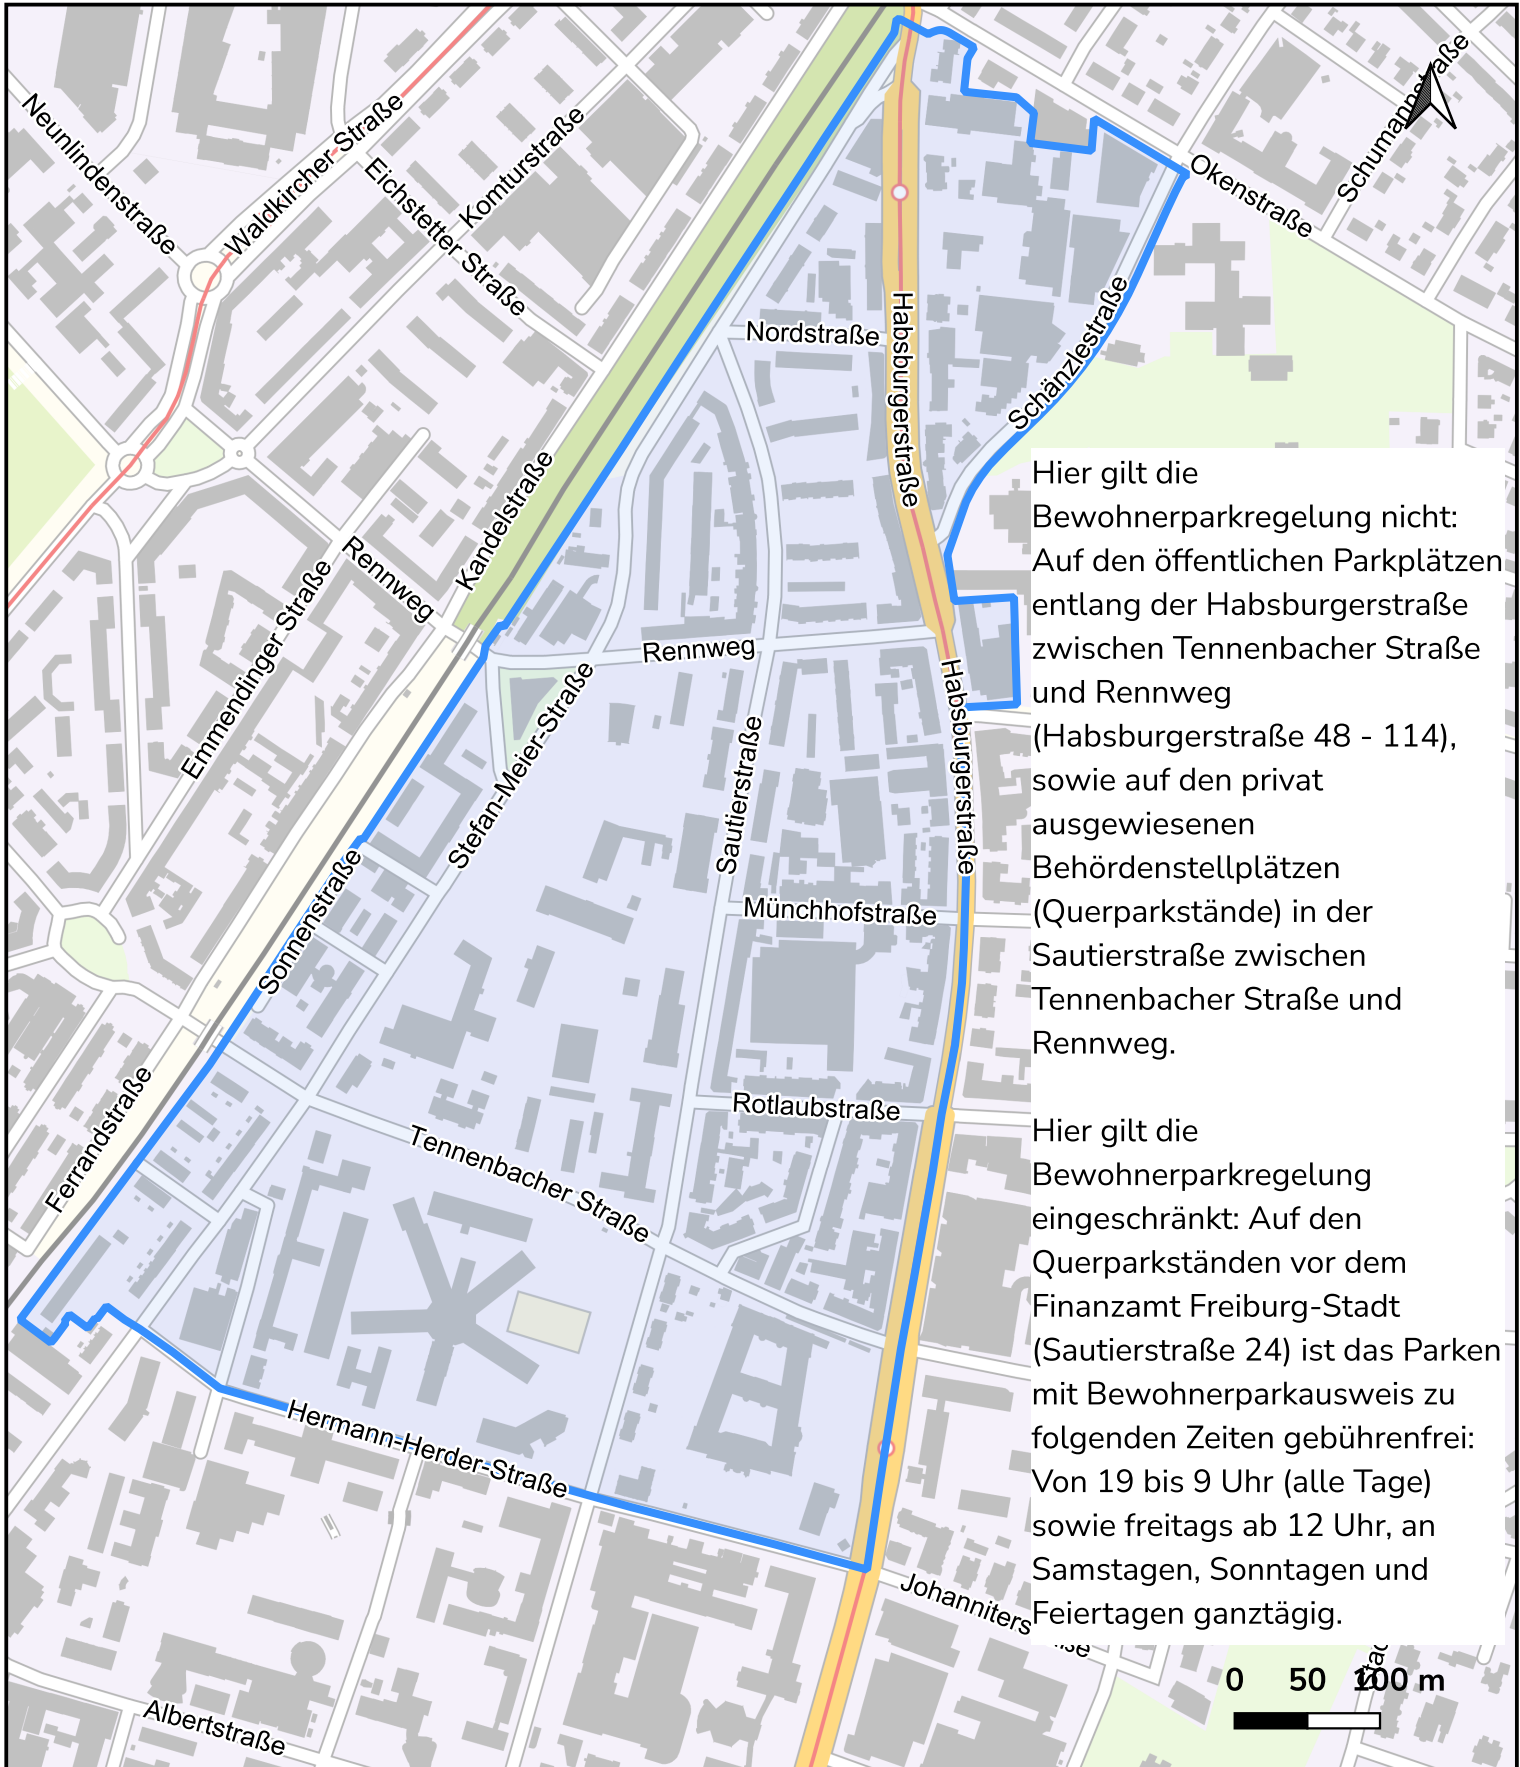 Neunlindenstraße
Waldkircher-Straße
Eichstetter Straße
Komturstraße
Schumannstraße
Okenstraße
Nordstraße
Habsburgerstraße
Schänzlestraße
Kandelstraße
Rennweg
Emmendinger Straße
Rennweg
Stefan-Meier-Straße
Sautierstraße
Habsburgerstraße
Münchhofstraße
Sonnenstraße
Ferrandstraße
Rotlaubstraße
Tennenbacher Straße
Hermann-Herder-Straße
Albertstraße
Hier gilt die
Bewohnerparkregelung nicht:
Auf den öffentlichen Parkplätzen
entlang der Habsburgerstraße
zwischen Tennenbacher Straße
und Rennweg
(Habsburgerstraße 48 - 114),
sowie auf den privat
ausgewiesenen
Behördenstellplätzen
(Querparkstände) in der
Sautierstraße zwischen
Tennenbacher Straße und
Rennweg.
Hier gilt die
Bewohnerparkregelung
eingeschränkt: Auf den
Querparkständen vor dem
Finanzamt Freiburg-Stadt
(Sautierstraße 24) ist das Parken
mit Bewohnerparkausweis zu
folgenden Zeiten gebührenfrei:
Von 19 bis 9 Uhr (alle Tage)
sowie freitags ab 12 Uhr, an
Samstagen, Sonntagen und
Feiertagen ganztägig.
0 50 100 m